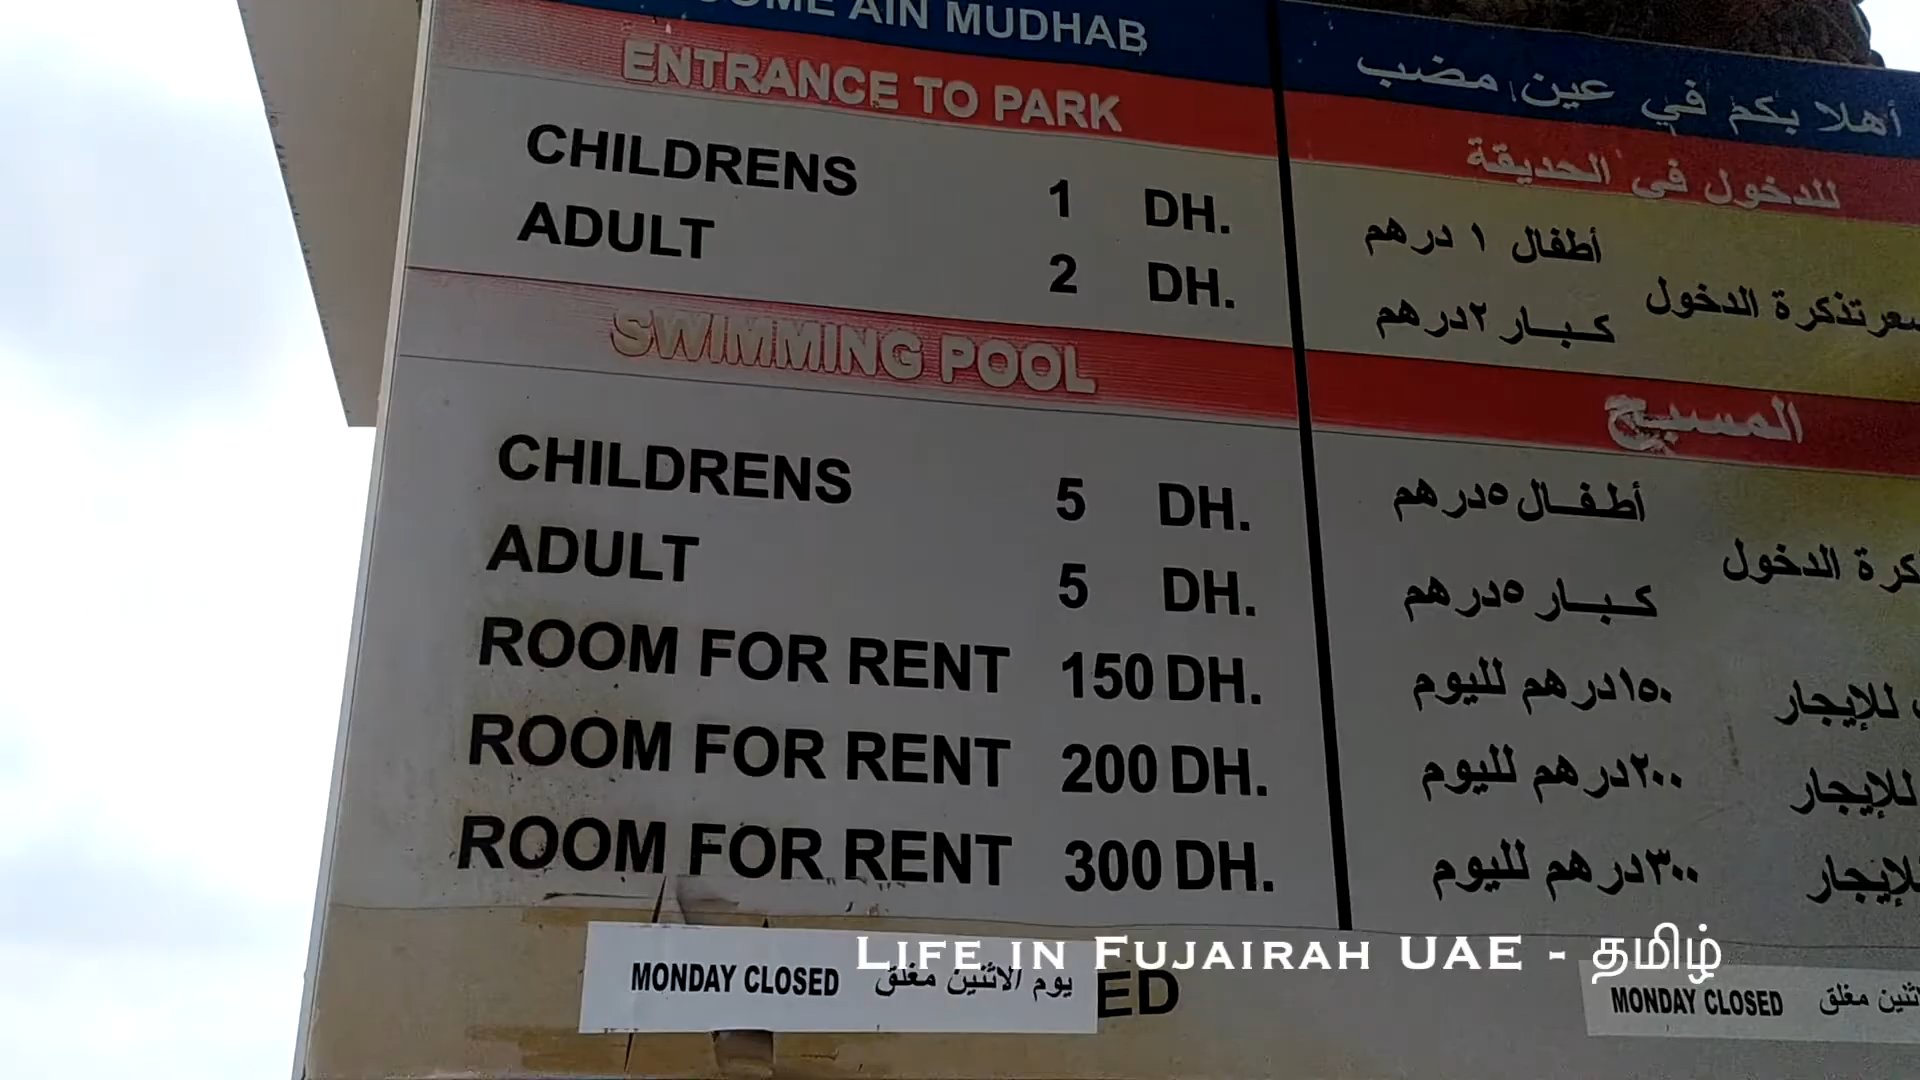 OME AIN MUDHAB
ENTRANCE TO PARK
CHILDRENS 1 DH.
ADULT 2 DH.
SWIMMING POOL
CHILDRENS 5 DH.
ADULT 5 DH.
ROOM FOR RENT 150 DH.
ROOM FOR RENT 200 DH.
ROOM FOR RENT 300 DH.
MONDAY CLOSED يوم الاثنين مغلق
ED
أهلا بكم في عين مضب
للدخول في الحديقة
أطفال ١ درهم
كبار ٢درهم
سعرتذكرة الدخول
المسبح
أطفال ٥درهم
كبار ٥درهم
الدخول
١٥٠درهم لليوم للإيجار
٢٠٠درهم لليوم للإيجار
٣٠٠درهم لليوم للإيجار
MONDAY CLOSED مغلق
LIFE IN FUJAIRAH UAE - தமிழ்